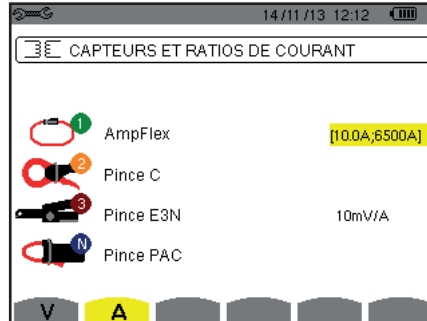 14/11/13 12:12
CAPTEURS ET RATIOS DE COURANT
1 AmpFlex [10.0A;6500A]
2 Pince C
3 Pince E3N 10mV/A
N Pince PAC
V A